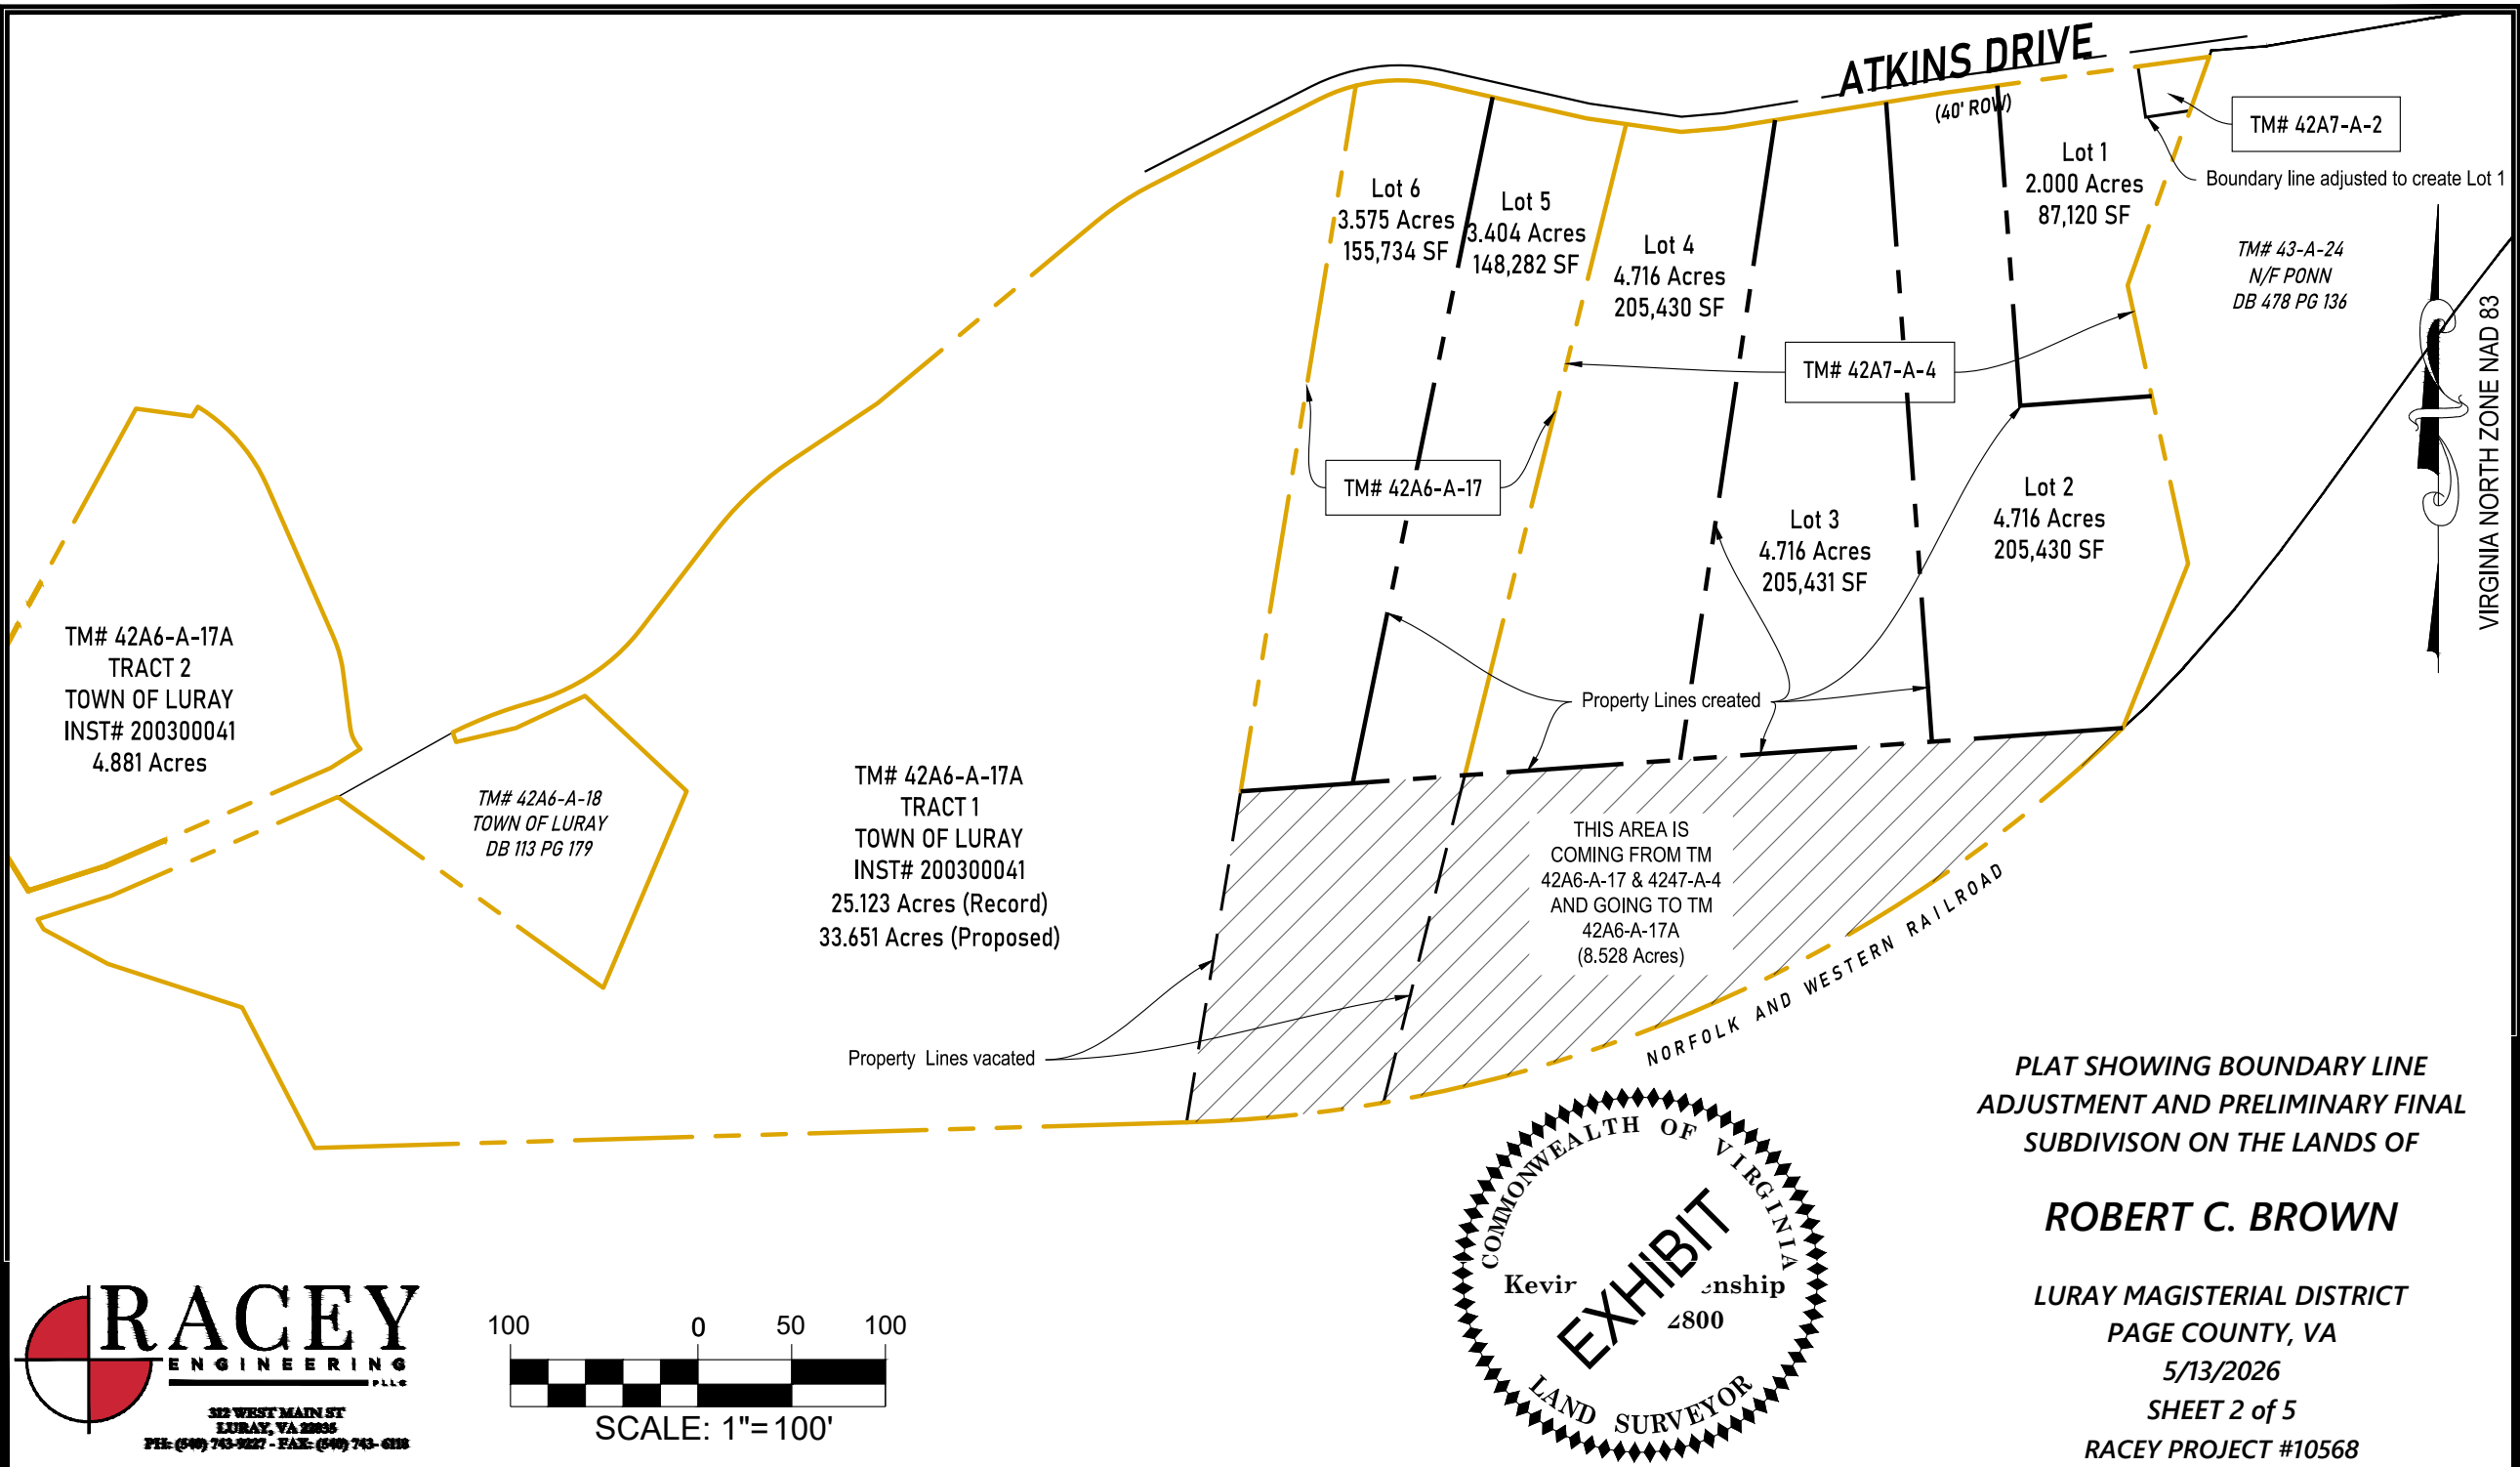 ATKINS DRIVE
(40' ROW)
TM# 42A7-A-2
Boundary line adjusted to create Lot 1
Lot 1
2.000 Acres
87,120 SF
Lot 6
3.575 Acres
155,734 SF
Lot 5
3.404 Acres
148,282 SF
Lot 4
4.716 Acres
205,430 SF
TM# 43-A-24
N/F PONN
DB 478 PG 136
VIRGINIA NORTH ZONE NAD 83
TM# 42A7-A-4
TM# 42A6-A-17
Lot 3
4.716 Acres
205,431 SF
Lot 2
4.716 Acres
205,430 SF
TM# 42A6-A-17A
TRACT 2
TOWN OF LURAY
INST# 200300041
4.881 Acres
Property Lines created
TM# 42A6-A-18
TOWN OF LURAY
DB 113 PG 179
TM# 42A6-A-17A
TRACT 1
TOWN OF LURAY
INST# 200300041
25.123 Acres (Record)
33.651 Acres (Proposed)
THIS AREA IS
COMING FROM TM
42A6-A-17 & 4247-A-4
AND GOING TO TM
42A6-A-17A
(8.528 Acres)
NORFOLK AND WESTERN RAILROAD
Property Lines vacated
PLAT SHOWING BOUNDARY LINE
ADJUSTMENT AND PRELIMINARY FINAL
SUBDIVISON ON THE LANDS OF
ROBERT C. BROWN
LURAY MAGISTERIAL DISTRICT
PAGE COUNTY, VA
5/13/2026
SHEET 2 of 5
RACEY PROJECT #10568
COMMONWEALTH OF VIRGINIA
EXHIBIT
2800
LAND SURVEYOR
RACEY
ENGINEERING
PLLC
312 WEST MAIN ST
LURAY, VA 22835
PH: (540) 743-9227 - FAX: (540) 743-6118
100 0 50 100
SCALE: 1"=100'